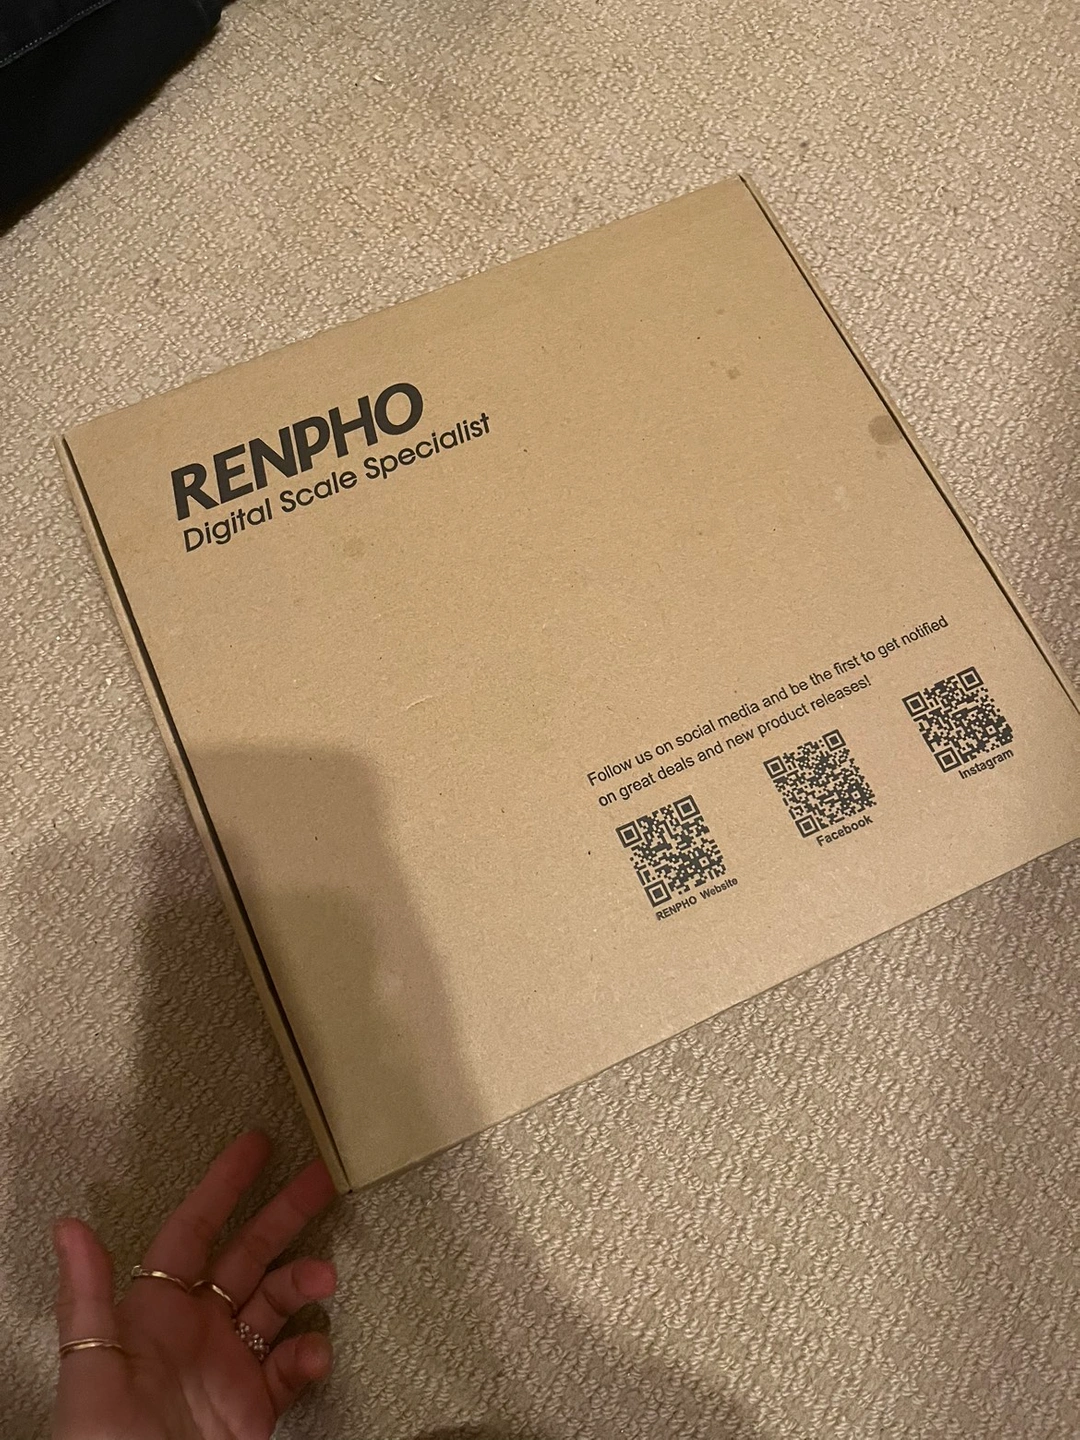 RENPHO
Digital Scale Specialist
Follow us on social media and be the first to get notified
on great deals and new product releases!
RENPHO Website
Facebook
Instagram